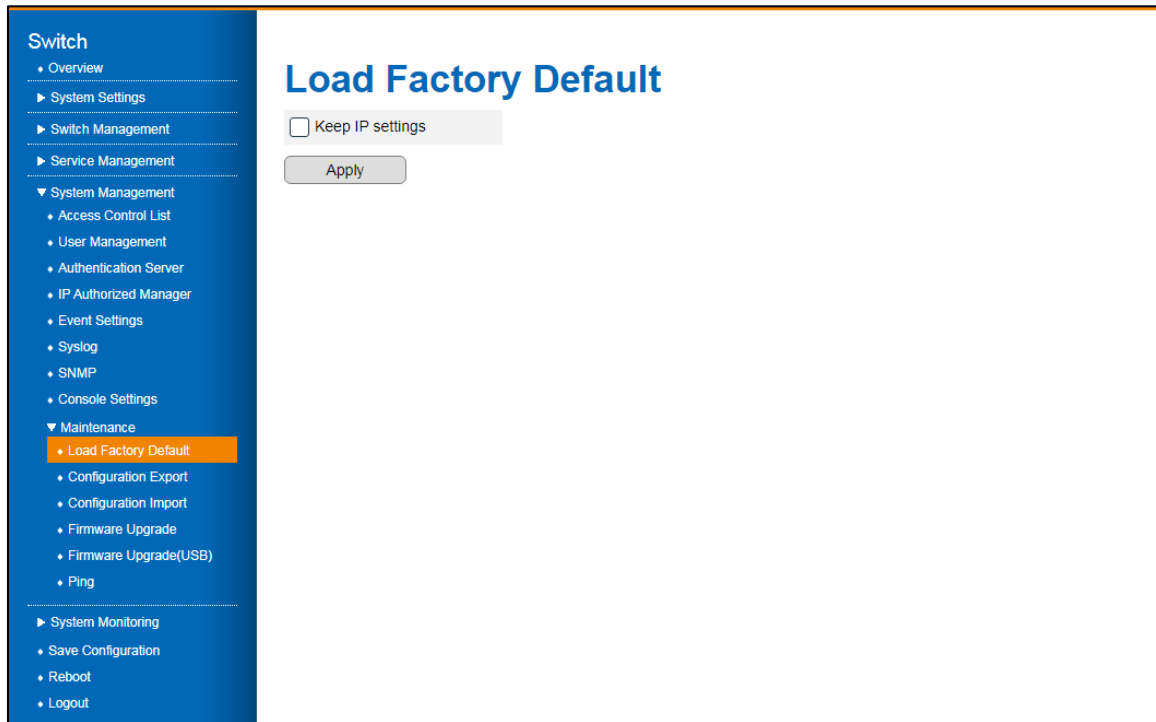 Switch
Overview
System Settings
Switch Management
Service Management
System Management
Access Control List
User Management
Authentication Server
IP Authorized Manager
Event Settings
Syslog
SNMP
Console Settings
Maintenance
Load Factory Default
Configuration Export
Configuration Import
Firmware Upgrade
Firmware Upgrade(USB)
Ping
System Monitoring
Save Configuration
Reboot
Logout
Load Factory Default
Keep IP settings
Apply